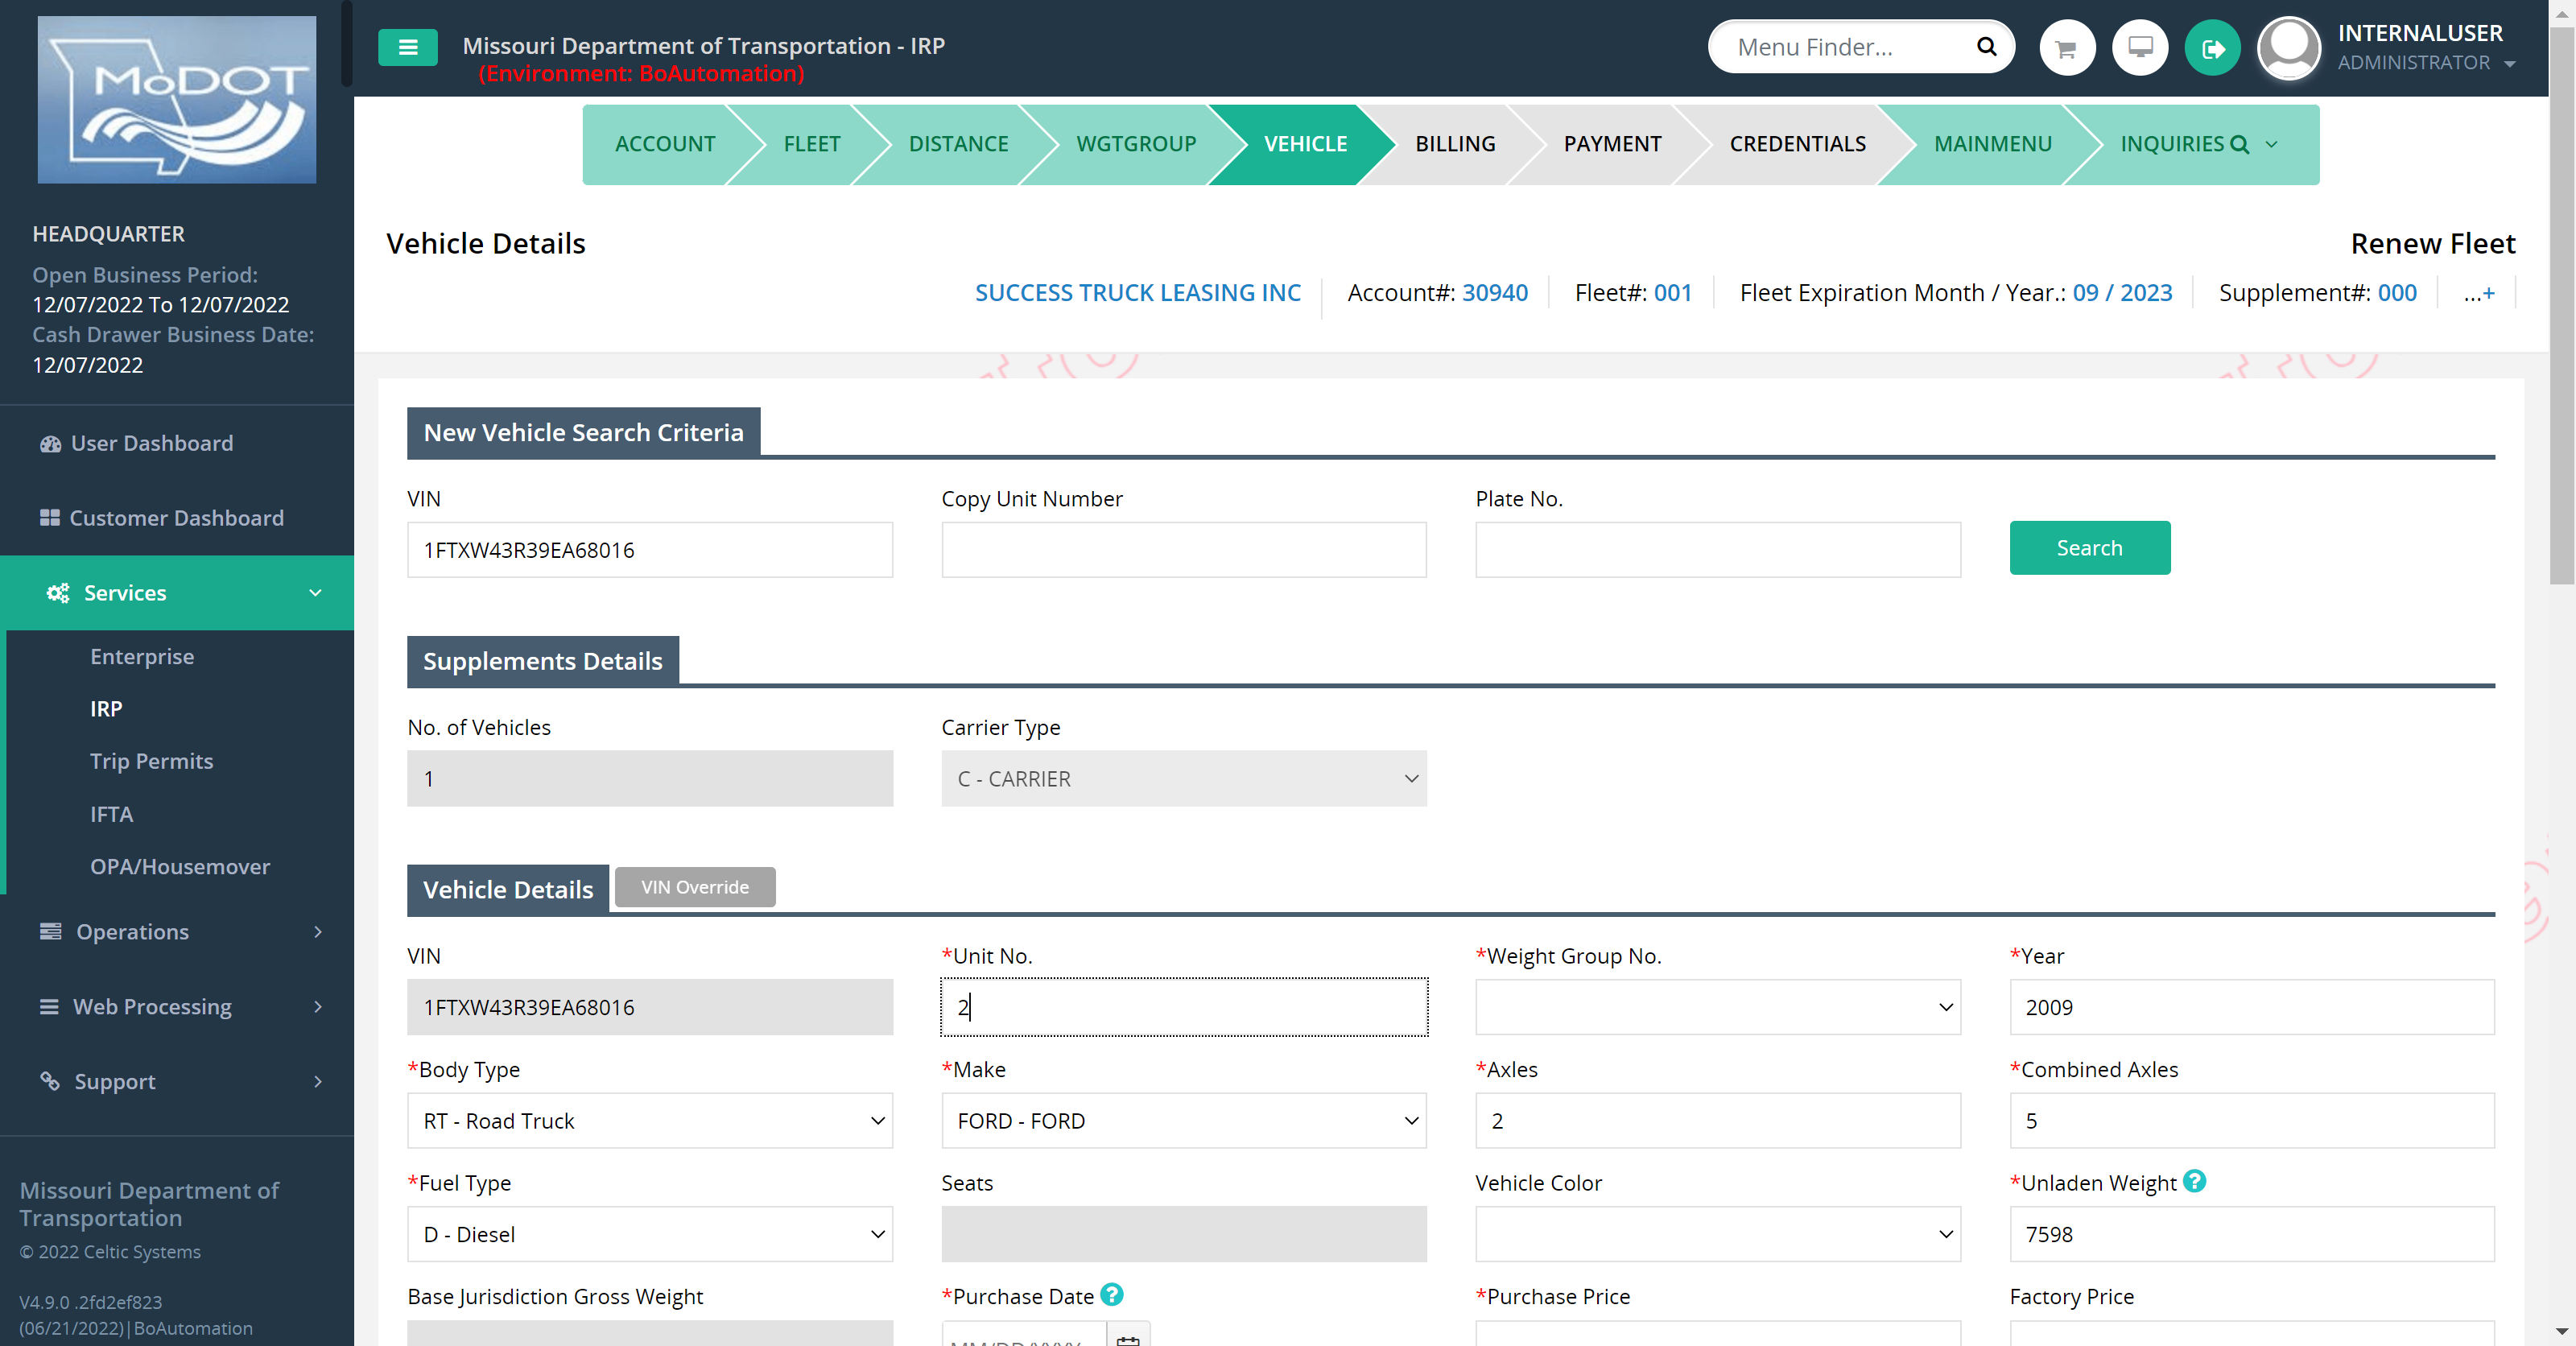 MoDOT
Missouri Department of Transportation - IRP
(Environment: BoAutomation)
Menu Finder...
INTERNALUSER
ADMINISTRATOR
HEADQUARTER
Open Business Period:
12/07/2022 To 12/07/2022
Cash Drawer Business Date:
12/07/2022
User Dashboard
Customer Dashboard
Services
Enterprise
IRP
Trip Permits
IFTA
OPA/Housemover
Operations
Web Processing
Support
Missouri Department of
Transportation
© 2022 Celtic Systems
V4.9.0 .2fd2ef823
(06/21/2022)|BoAutomation
ACCOUNT FLEET DISTANCE WGTGROUP VEHICLE BILLING PAYMENT CREDENTIALS MAINMENU INQUIRIES
Vehicle Details
Renew Fleet
SUCCESS TRUCK LEASING INC Account#: 30940 Fleet#: 001 Fleet Expiration Month / Year.: 09 / 2023 Supplement#: 000 ...+
New Vehicle Search Criteria
VIN Copy Unit Number Plate No.
1FTXW43R39EA68016 Search
Supplements Details
No. of Vehicles Carrier Type
1 C - CARRIER
Vehicle Details VIN Override
VIN *Unit No. *Weight Group No. *Year
1FTXW43R39EA68016 2 2009
*Body Type *Make *Axles *Combined Axles
RT - Road Truck FORD - FORD 2 5
*Fuel Type Seats Vehicle Color *Unladen Weight ?
D - Diesel 7598
Base Jurisdiction Gross Weight *Purchase Date ? *Purchase Price Factory Price
MM/DD/YYYY